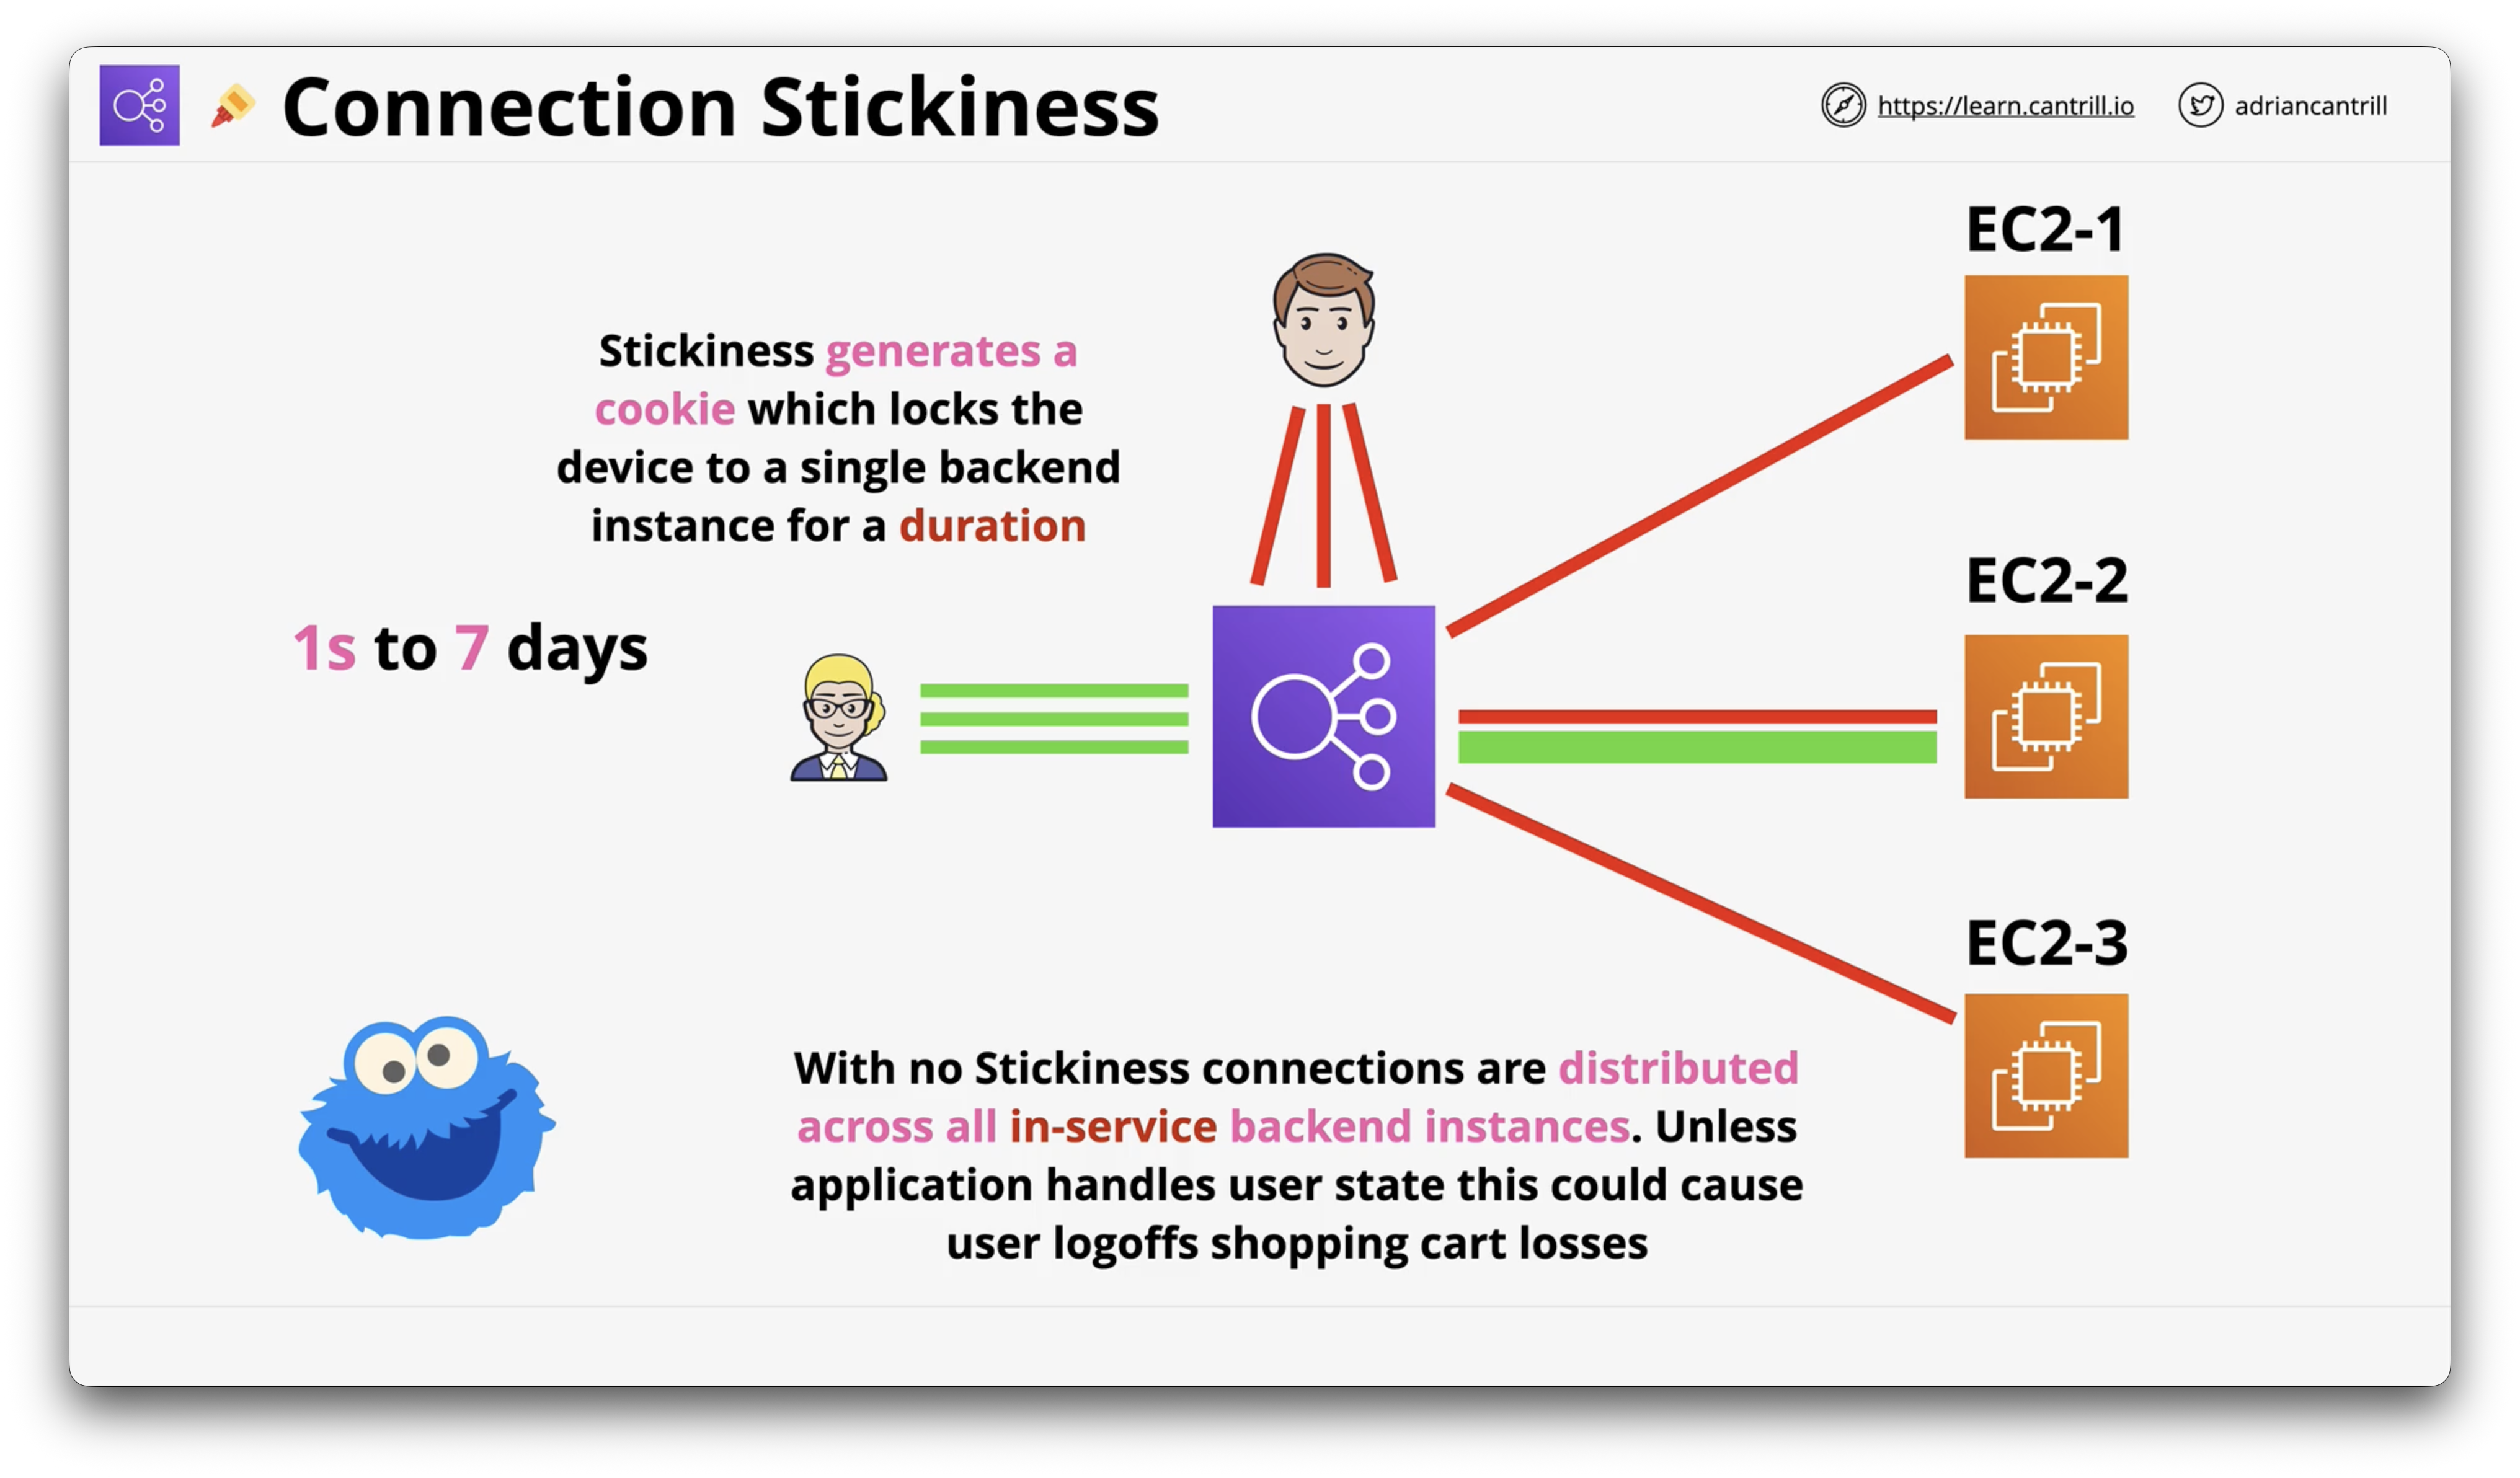 Connection Stickiness
https://learn.cantrill.io
adriancantrill
Stickiness generates a
cookie which locks the
device to a single backend
instance for a duration
1s to 7 days
EC2-1
EC2-2
EC2-3
With no Stickiness connections are distributed
across all in-service backend instances. Unless
application handles user state this could cause
user logoffs shopping cart losses